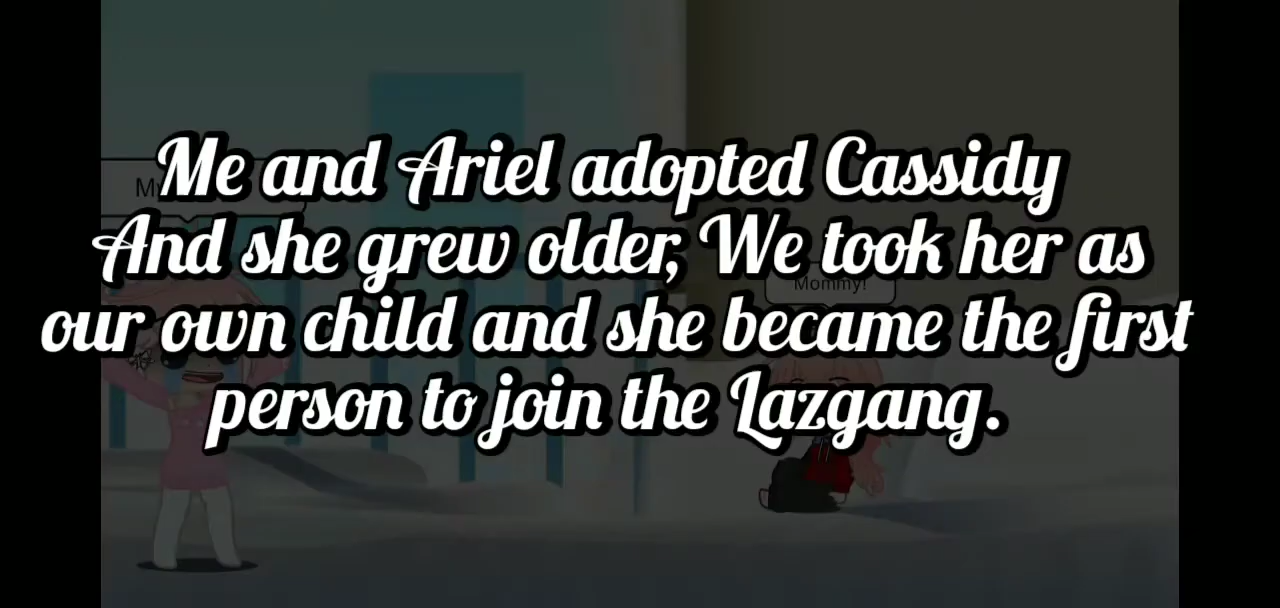 Me and Ariel adopted Cassidy
And she grew older, We took her as
our own child and she became the first
person to join the Lazgang.
Mommy!